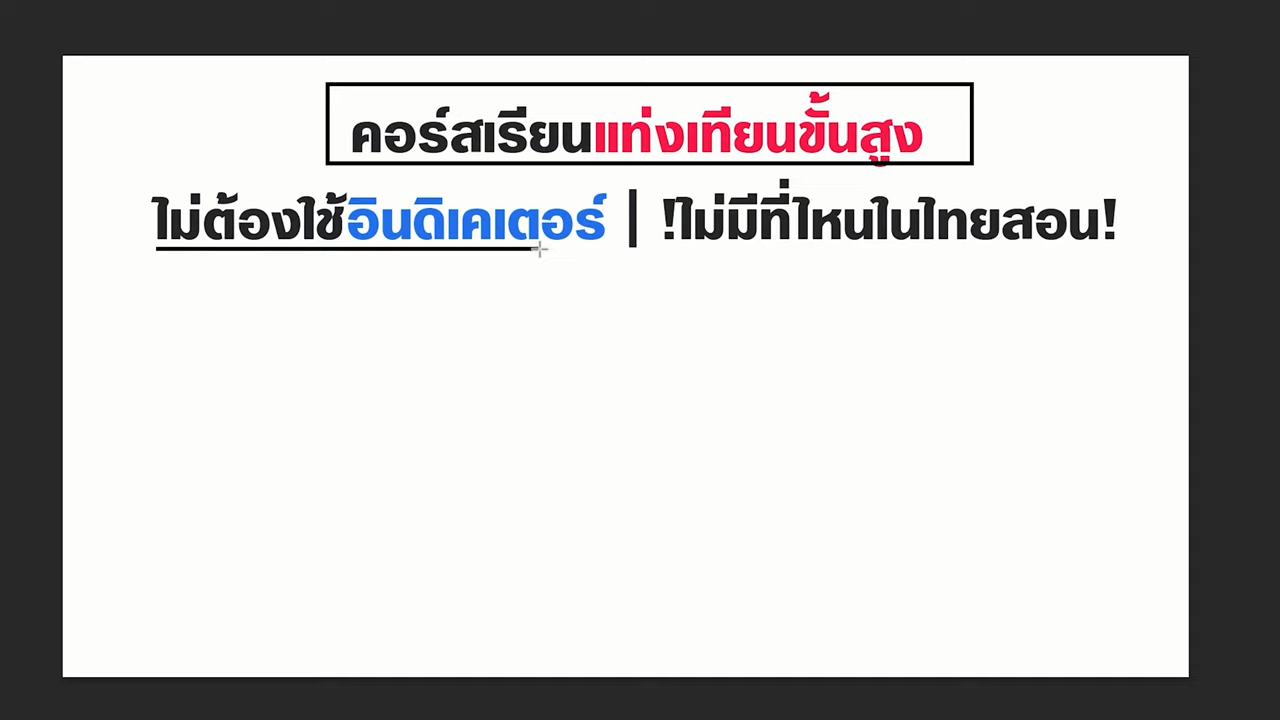 คอร์สเรียนแท่งเทียนขั้นสูง
ไม่ต้องใช้อินดิเคเตอร์ | !ไม่มีที่ไหนในไทยสอน!